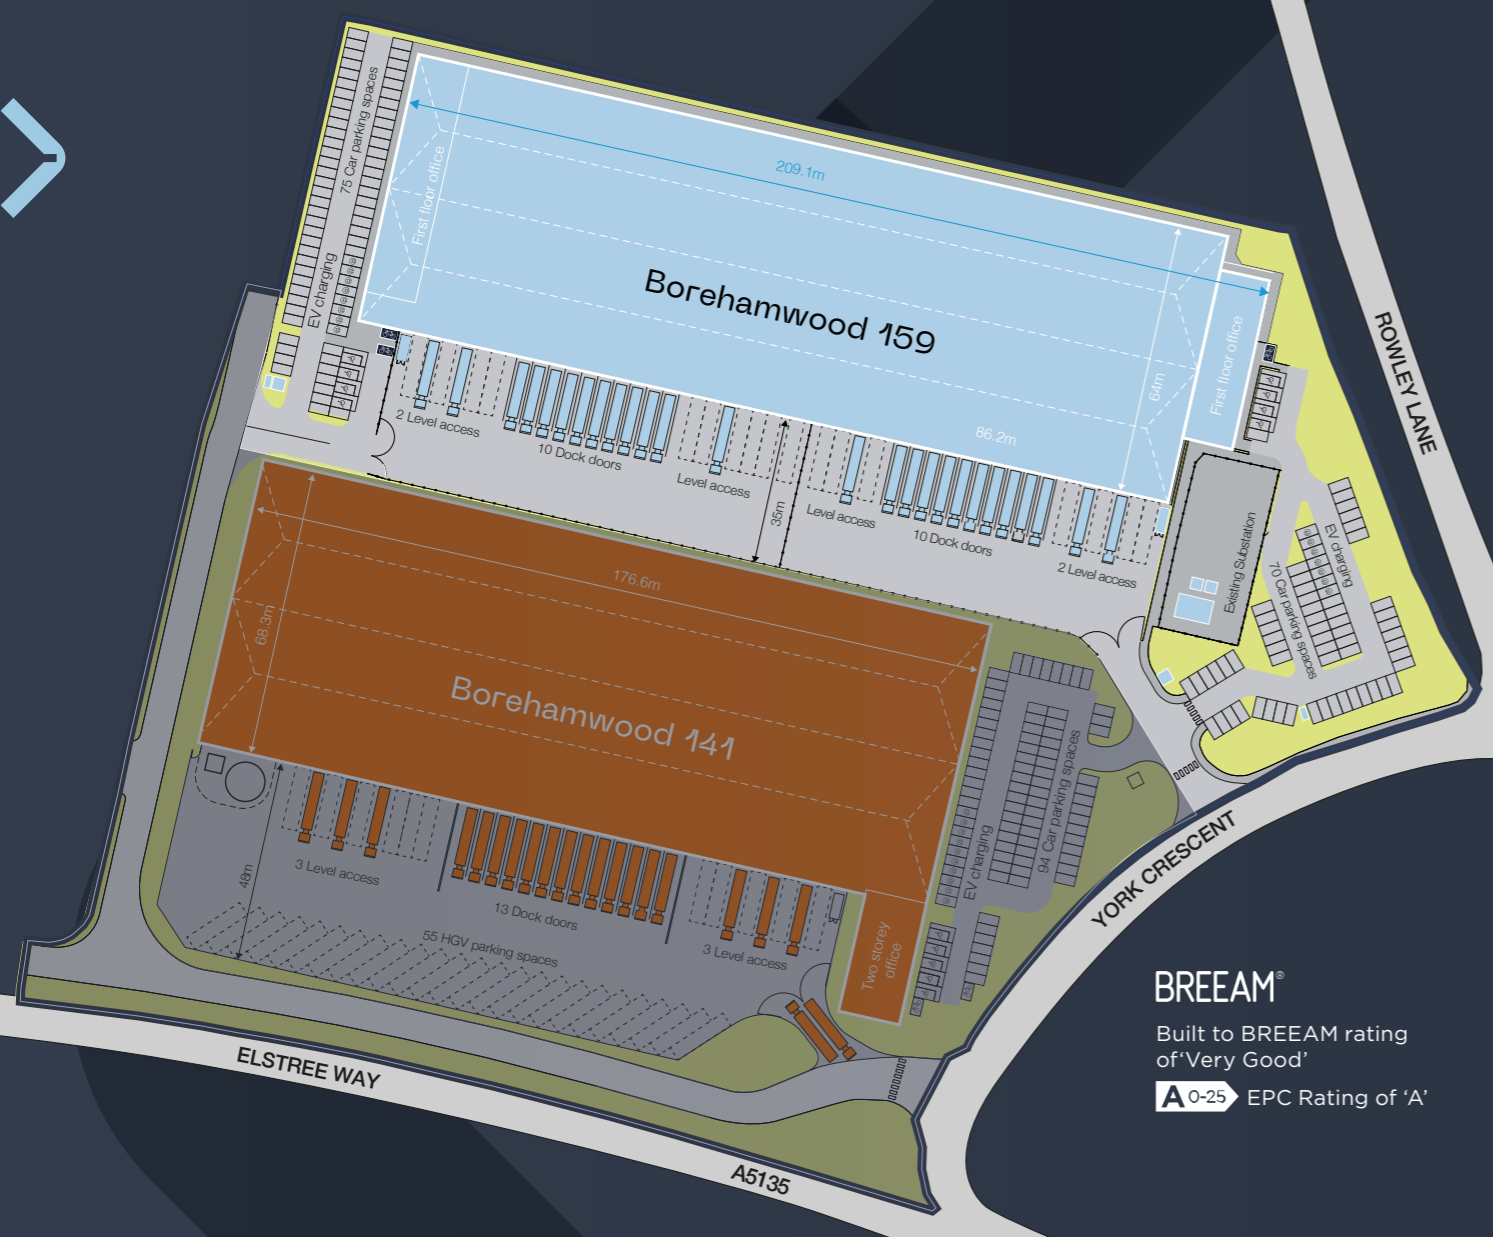 75 Car parking spaces
EV charging
First floor office
209.1m
Borehamwood 159
64m
First floor office
86.2m
2 Level access
10 Dock doors
Level access
35m
Level access
10 Dock doors
2 Level access
Existing Substation
EV charging
70 Car parking spaces
ROWLEY LANE
176.6m
68.3m
Borehamwood 141
48m
3 Level access
13 Dock doors
55 HGV parking spaces
3 Level access
Two storey
office
EV charging
94 Car parking spaces
YORK CRESCENT
ELSTREE WAY
A5135
BREEAM®
Built to BREEAM rating
of‘Very Good’
A 0-25 EPC Rating of ‘A’